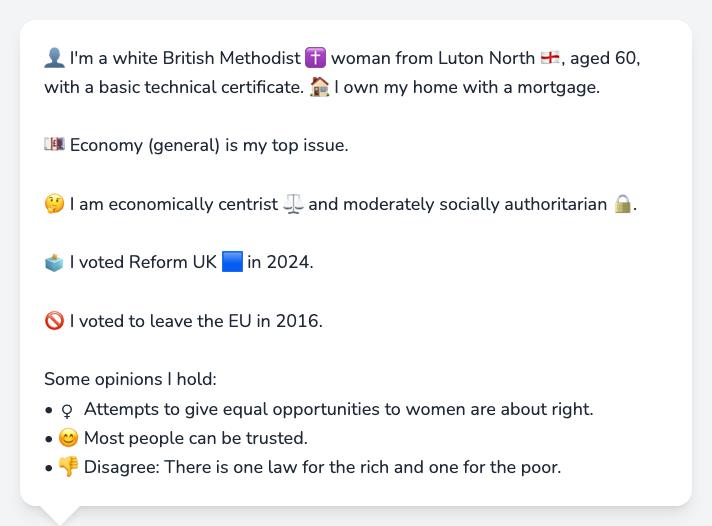 👤 I'm a white British Methodist ✝️ woman from Luton North 🏴󠁧󠁢󠁥󠁮󠁧󠁿, aged 60,
with a basic technical certificate. 🏠 I own my home with a mortgage.
💷 Economy (general) is my top issue.
🤔 I am economically centrist ⚖️ and moderately socially authoritarian 🔒.
🗳️ I voted Reform UK 🟦 in 2024.
🚫 I voted to leave the EU in 2016.
Some opinions I hold:
• ♀ Attempts to give equal opportunities to women are about right.
• 😊 Most people can be trusted.
• 👎 Disagree: There is one law for the rich and one for the poor.